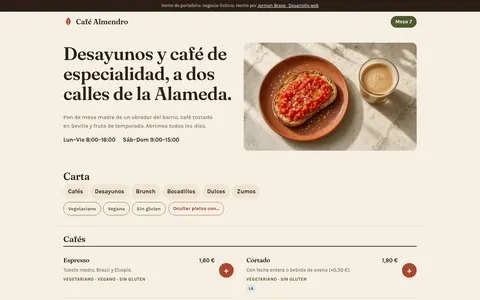 Demo de portafolio: negocio ficticio. Hecho por Jerman Bravo · Desarrollo web
Café Almendro
Mesa 7
Desayunos y café de
especialidad, a dos
calles de la Alameda.
Pan de masa madre de un obrador del barrio, café tostado
en Sevilla y fruta de temporada. Abrimos todos los días.
Lun–Vie 8:00–16:00 Sáb–Dom 9:00–15:00
Carta
Cafés Desayunos Brunch Bocadillos Dulces Zumos
Vegetariano Vegano Sin gluten Ocultar platos con…
Cafés
Espresso 1,60 €
Tueste medio, Brasil y Etiopía.
VEGETARIANO · VEGANO · SIN GLUTEN
+
Cortado 1,80 €
Con leche entera o bebida de avena (+0,30 €).
VEGETARIANO · SIN GLUTEN
LÁ
+